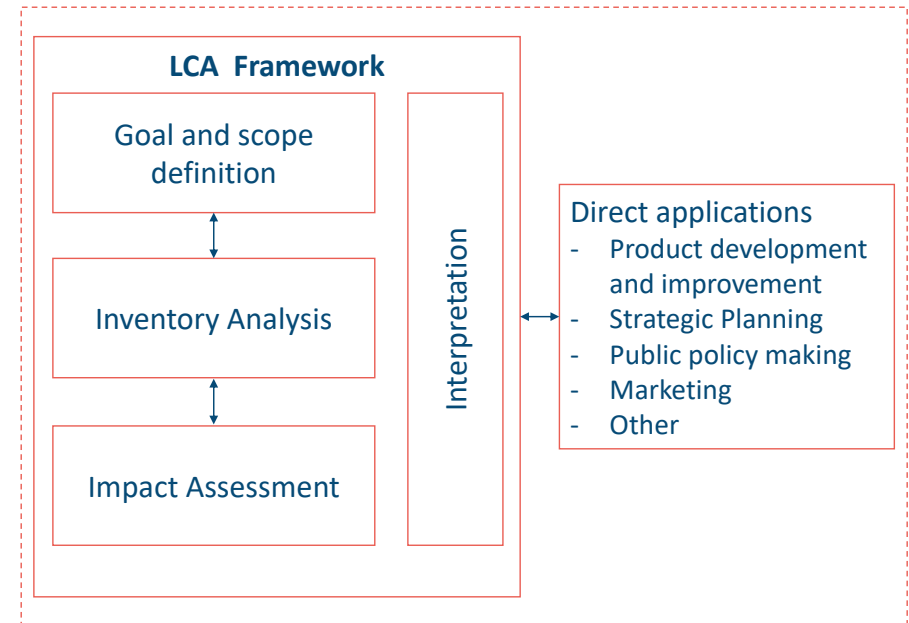 LCA Framework
Goal and scope
definition
Inventory Analysis
Impact Assessment
Interpretation
Direct applications
- Product development
and improvement
- Strategic Planning
- Public policy making
- Marketing
- Other